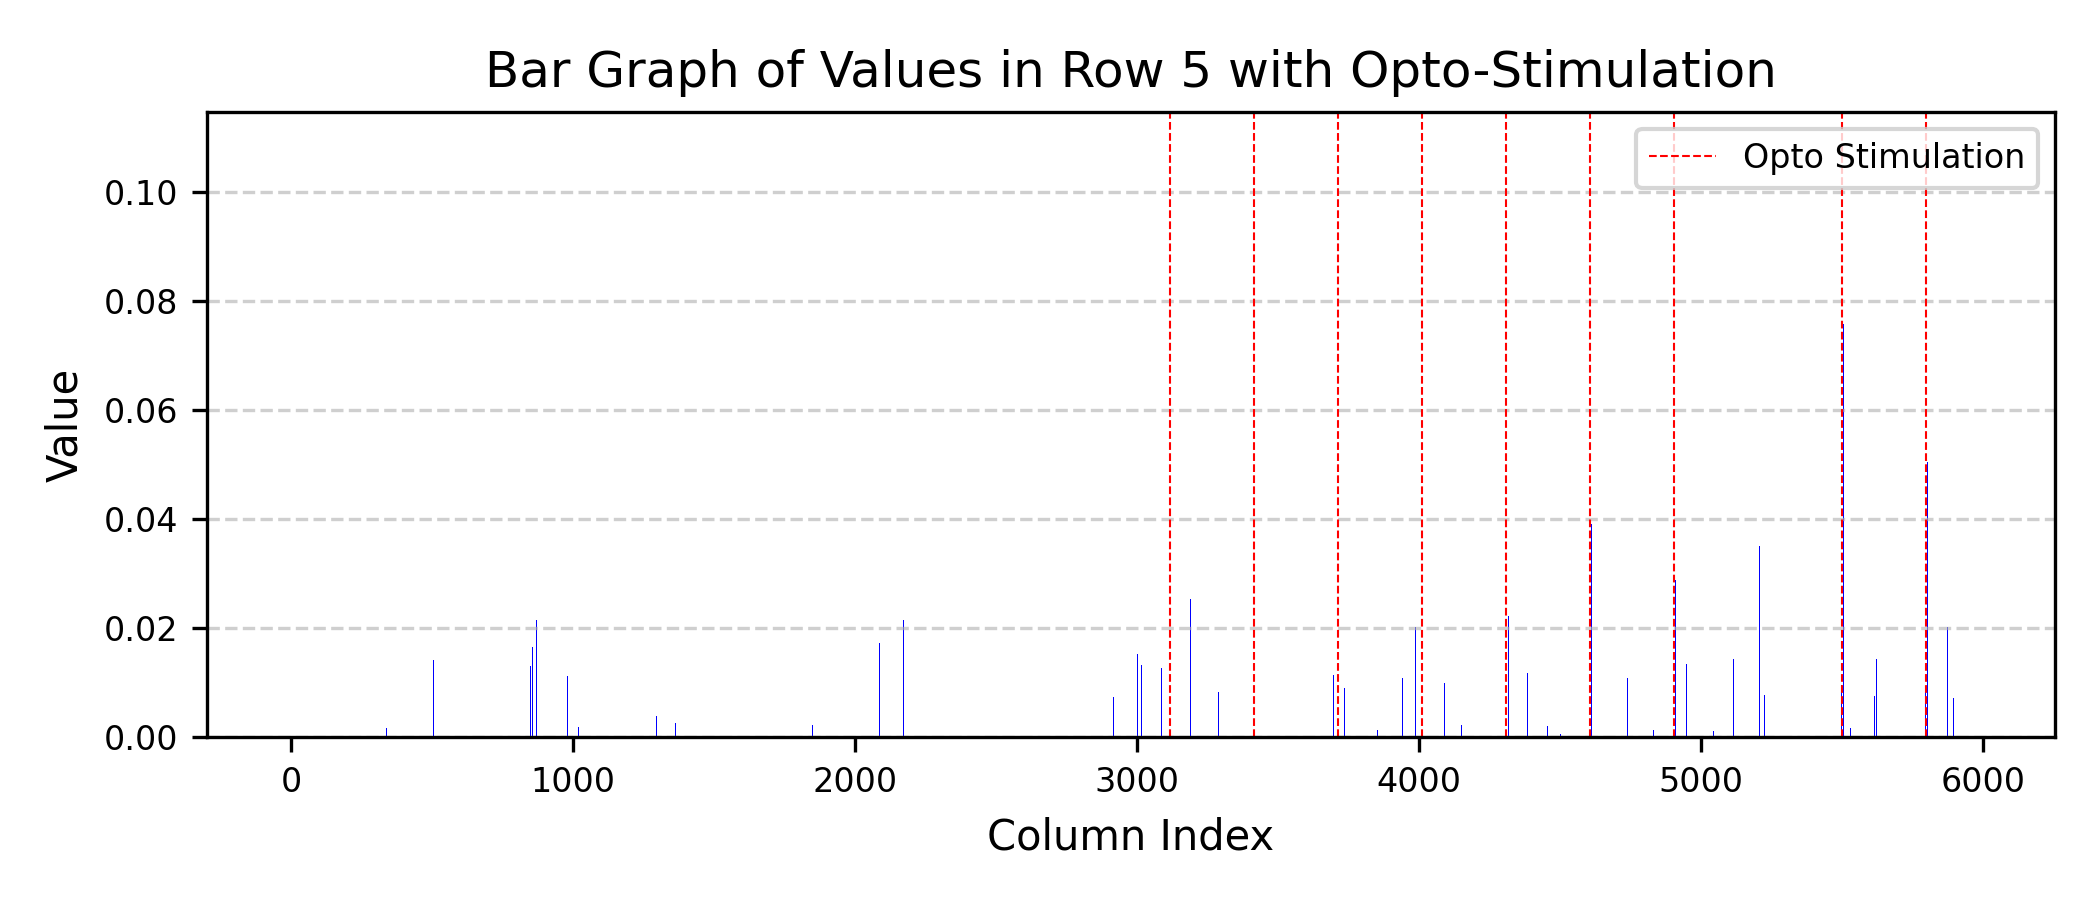 Bar Graph of Values in Row 5 with Opto-Stimulation
Opto Stimulation
0.10
0.08
0.06
0.04
0.02
0.00
Value
0 1000 2000 3000 4000 5000 6000
Column Index